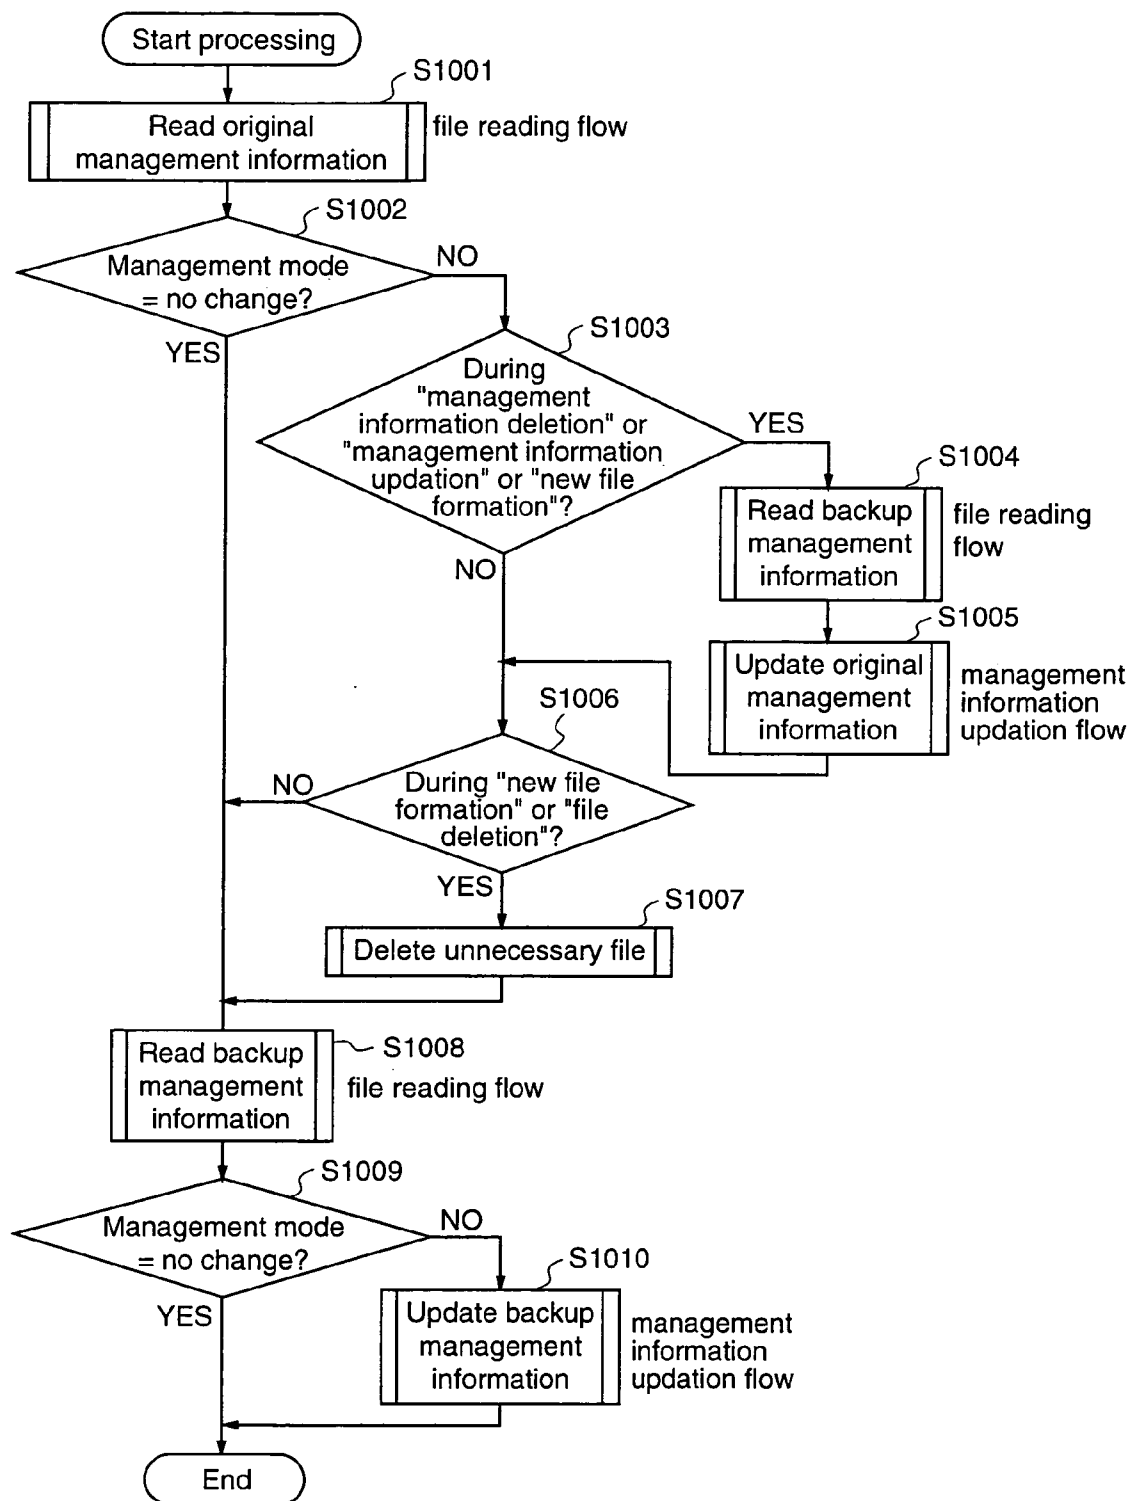 Start processing
S1001
Read original
management information
file reading flow
S1002
Management mode
= no change?
NO
YES
S1003
During
"management
information deletion" or
"management information
updation" or "new file
formation"?
YES
NO
S1004
Read backup
management
information
file reading
flow
S1005
Update original
management
information
management
information
updation flow
S1006
During "new file
formation" or "file
deletion"?
NO
YES
S1007
Delete unnecessary file
Read backup
management
information
S1008
file reading flow
S1009
Management mode
= no change?
NO
YES
S1010
Update backup
management
information
management
information
updation flow
End